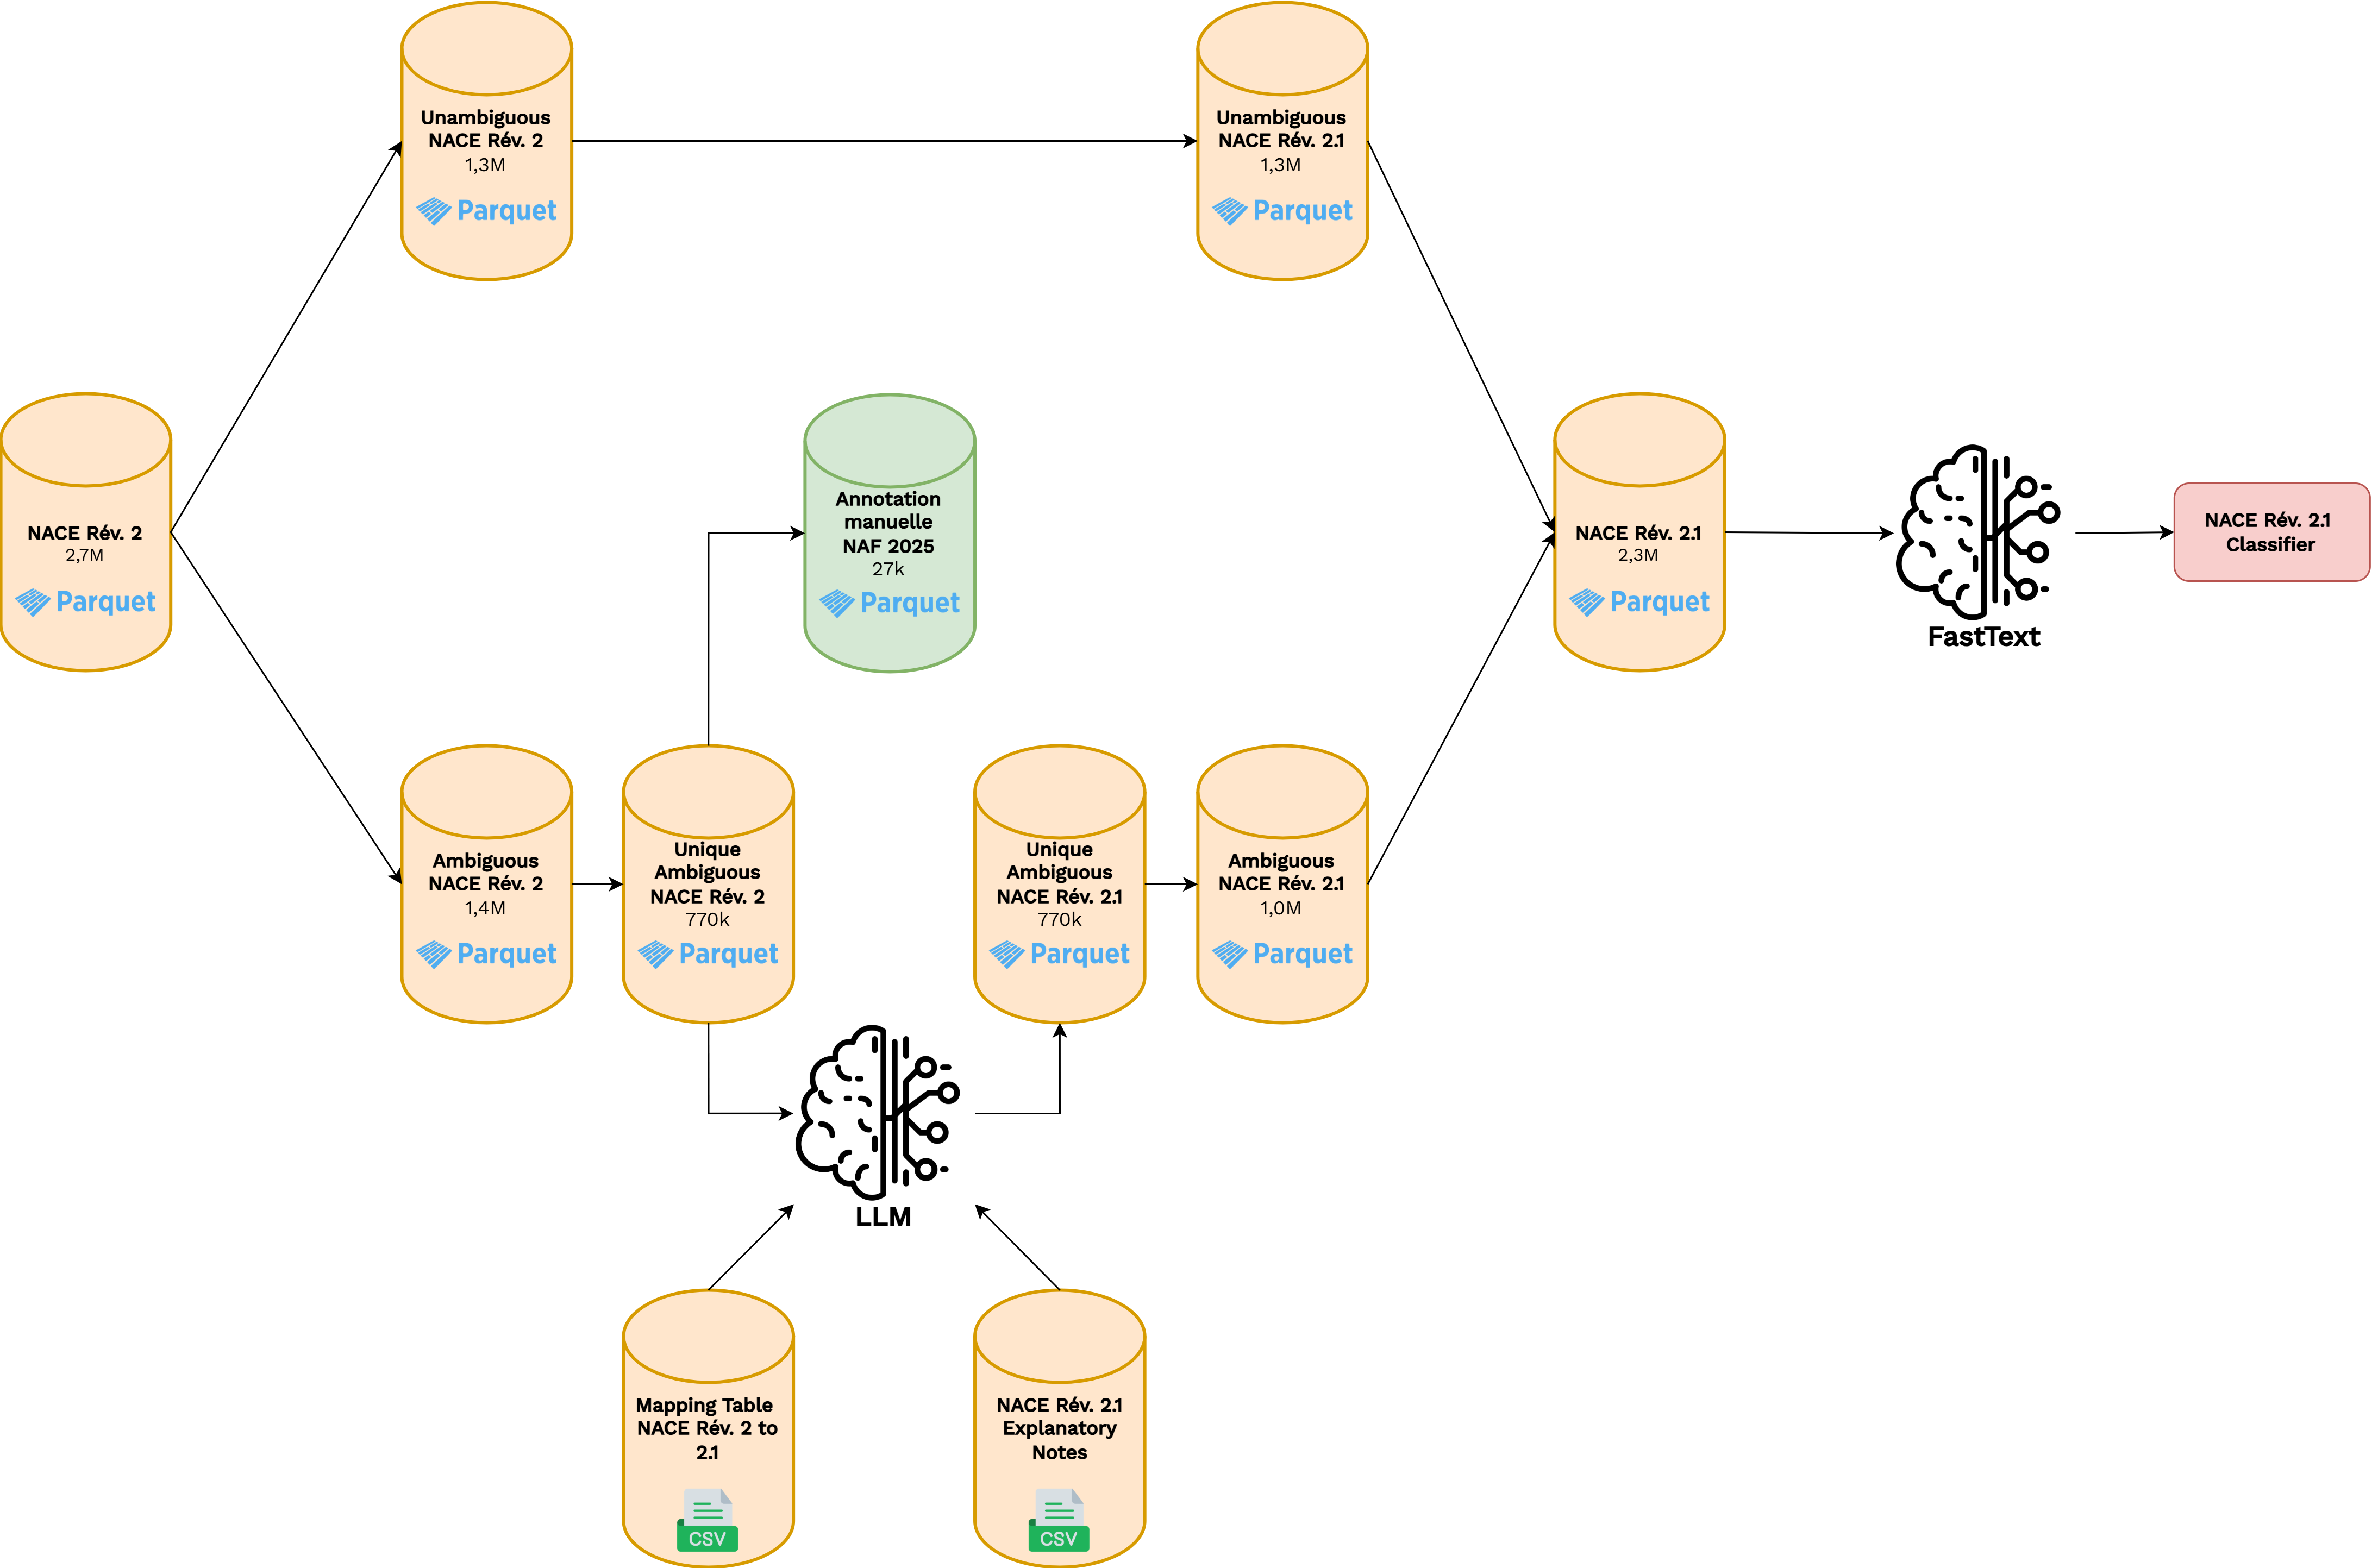 Unambiguous
NACE Rév. 2
1,3M
Parquet
Unambiguous
NACE Rév. 2.1
1,3M
Parquet
NACE Rév. 2
2,7M
Parquet
Annotation
manuelle
NAF 2025
27k
Parquet
NACE Rév. 2.1
2,3M
Parquet
FastText
NACE Rév. 2.1
Classifier
Ambiguous
NACE Rév. 2
1,4M
Parquet
Unique
Ambiguous
NACE Rév. 2
770k
Parquet
Unique
Ambiguous
NACE Rév. 2.1
770k
Parquet
Ambiguous
NACE Rév. 2.1
1,0M
Parquet
LLM
Mapping Table
NACE Rév. 2 to
2.1
CSV
NACE Rév. 2.1
Explanatory
Notes
CSV